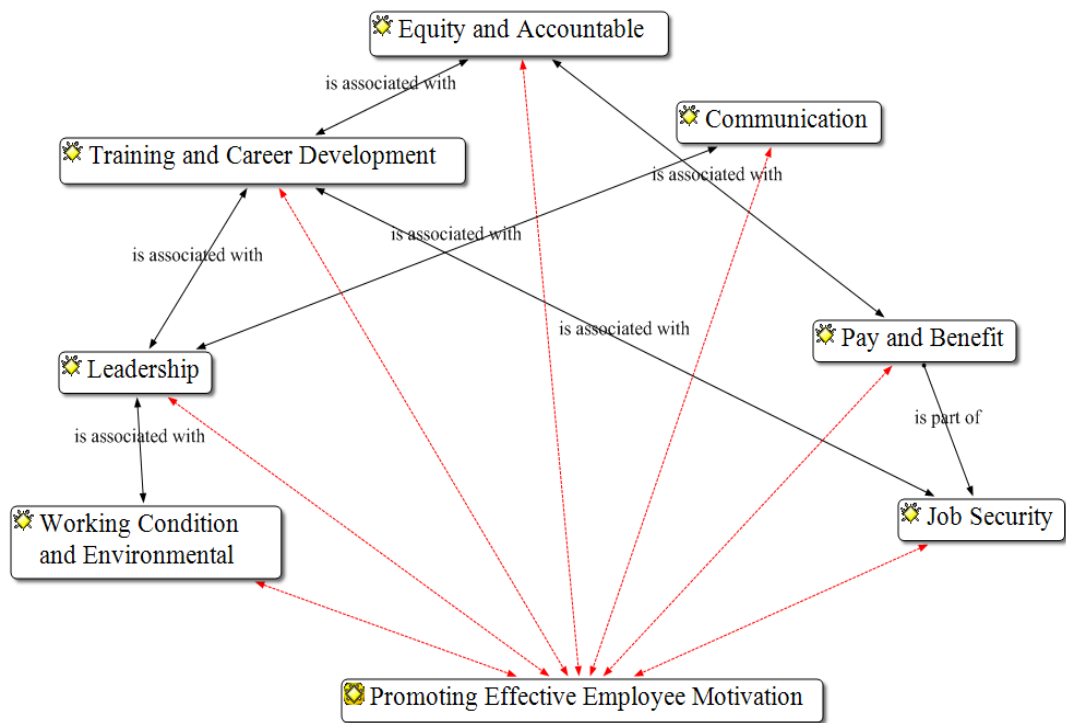 Equity and Accountable
is associated with
Communication
Training and Career Development
is associated with
is associated with
is associated with
is associated with
Pay and Benefit
Leadership
is part of
is associated with
Working Condition
and Environmental
Job Security
Promoting Effective Employee Motivation